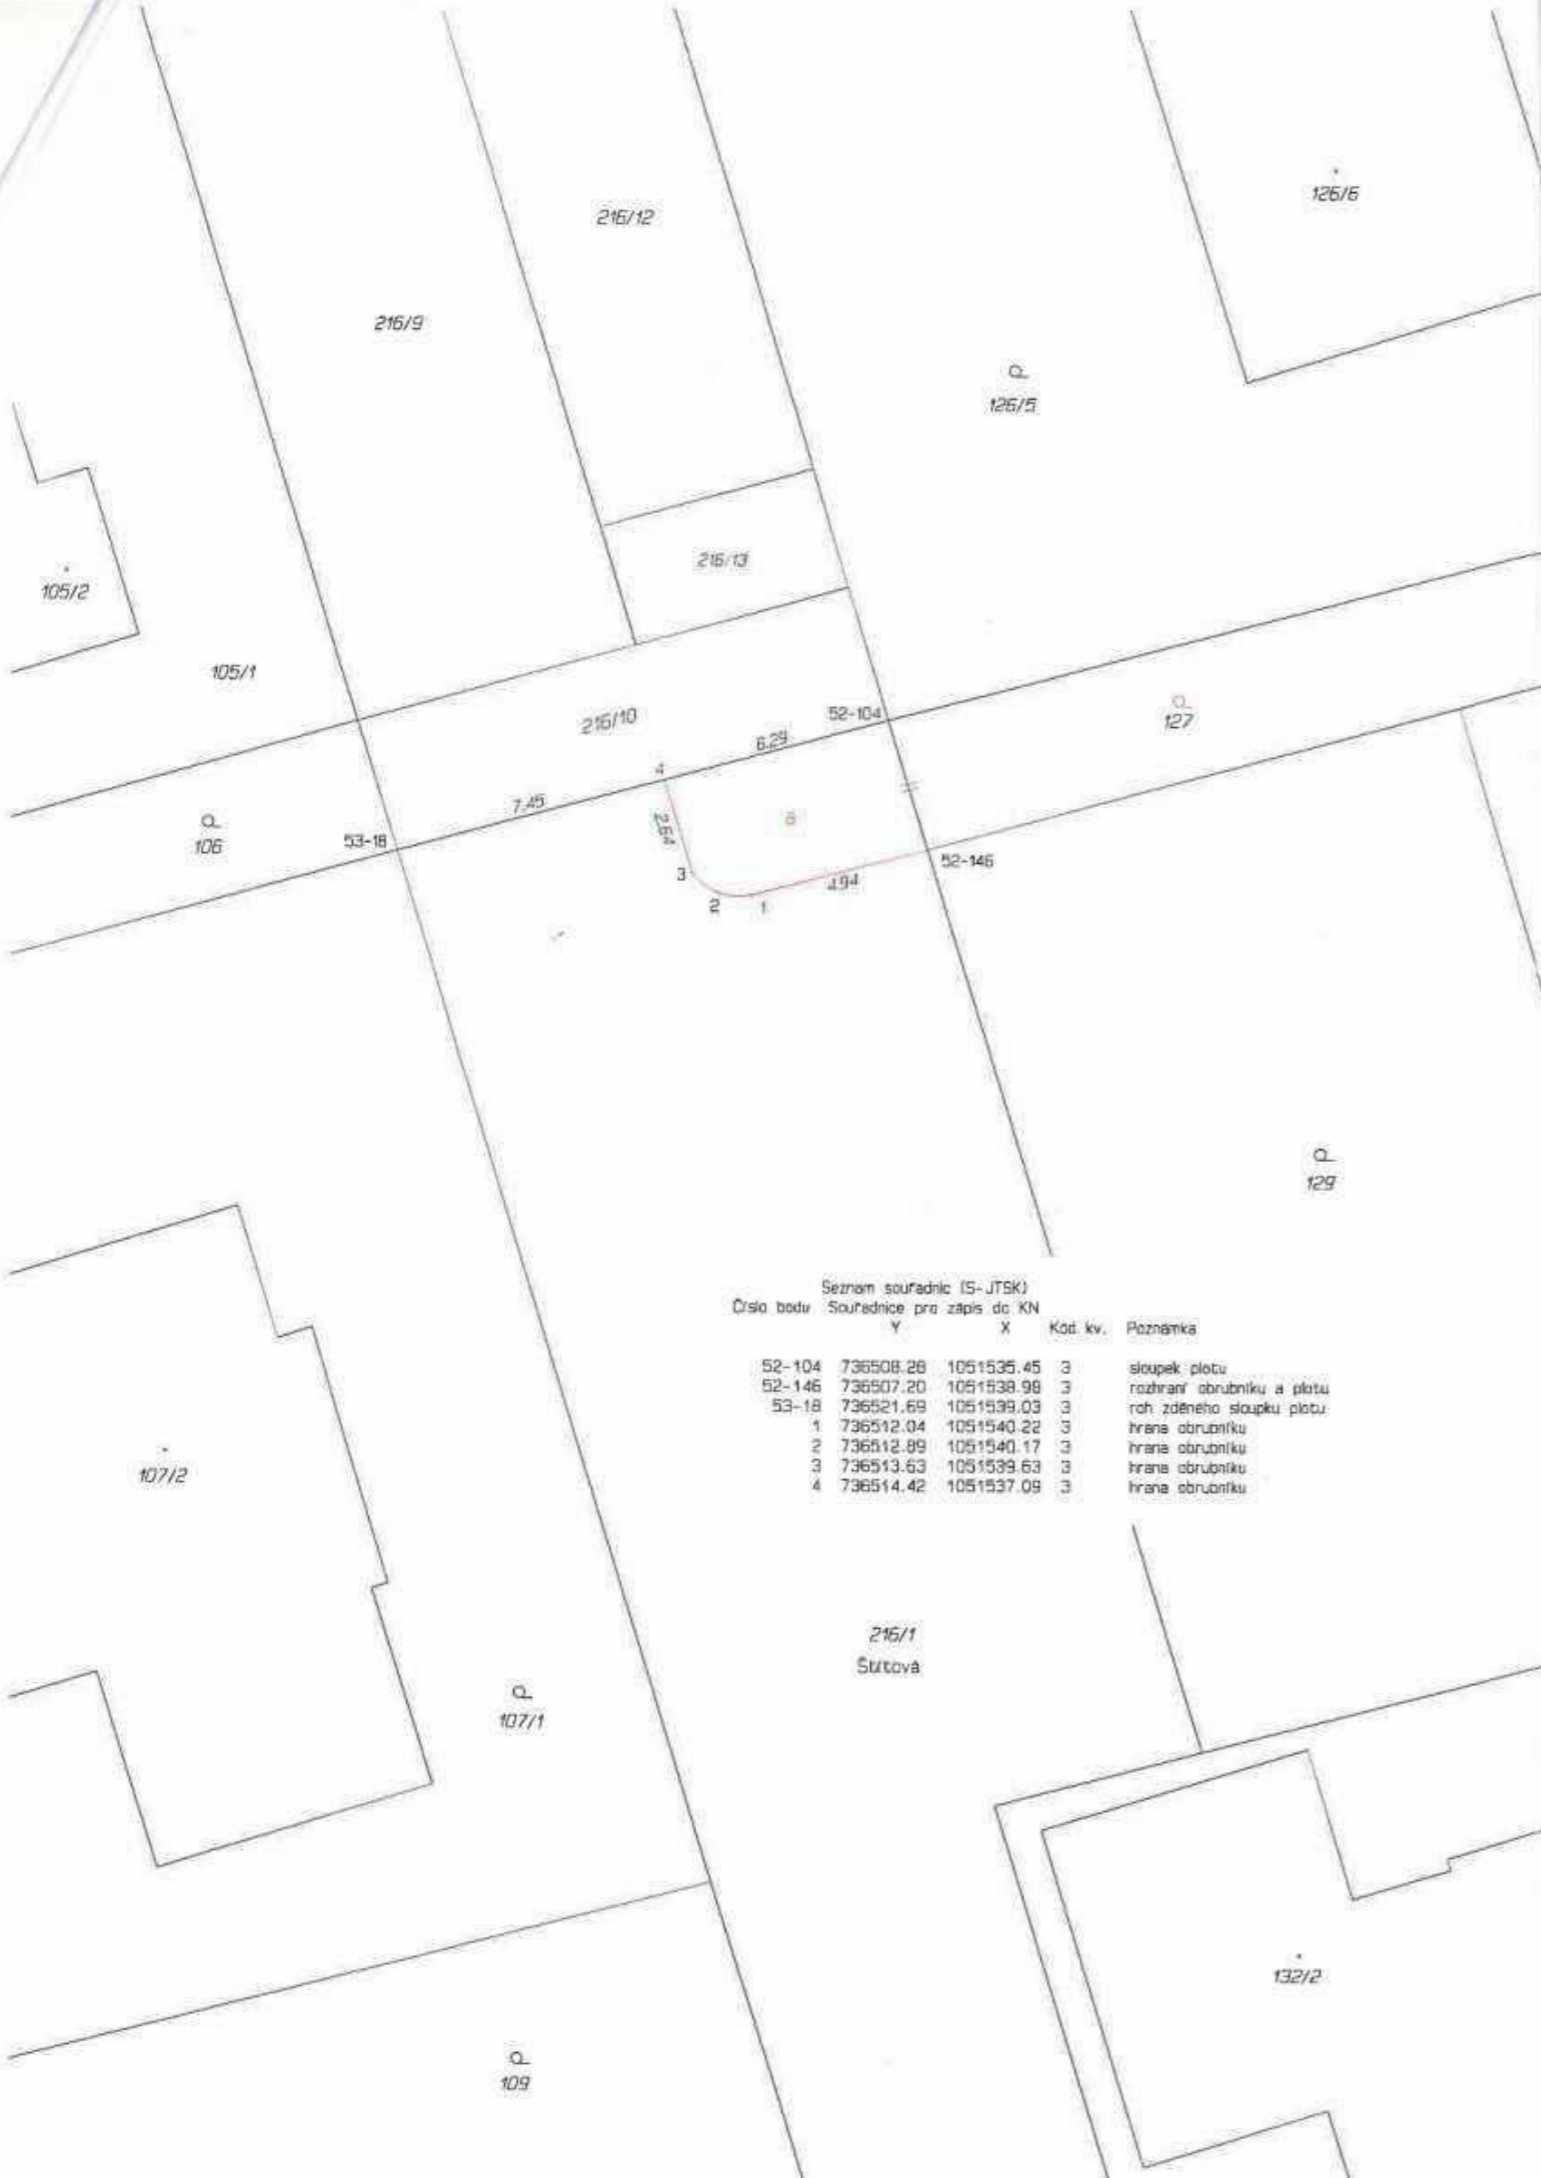 126/6
216/12
216/9
126/5
216/13
105/2
105/1
127
216/10
52-104
6.29
4
7.45
a
106
53-18
2.64
52-146
3
4.94
2
1
129
Seznam souřadnic (S-JTSK)
Číslo bodu Souřadnice pro zápis do KN
Y X Kód kv. Poznámka
52-104 736508.28 1051535.45 3 sloupek plotu
52-146 736507.20 1051538.98 3 rozhraní obrubníku a plotu
53-18 736521.69 1051539.03 3 roh zděného sloupku plotu
1 736512.04 1051540.22 3 hrana obrubníku
2 736512.89 1051540.17 3 hrana obrubníku
3 736513.63 1051539.63 3 hrana obrubníku
4 736514.42 1051537.09 3 hrana obrubníku
107/2
216/1
Štítová
107/1
132/2
109